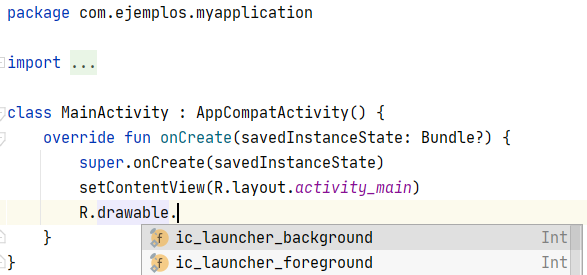 package com.ejemplos.myapplication
import ...
class MainActivity : AppCompatActivity() {
override fun onCreate(savedInstanceState: Bundle?) {
super.onCreate(savedInstanceState)
setContentView(R.layout.activity_main)
R.drawable.
} f ic_launcher_background Int
} f ic_launcher_foreground Int